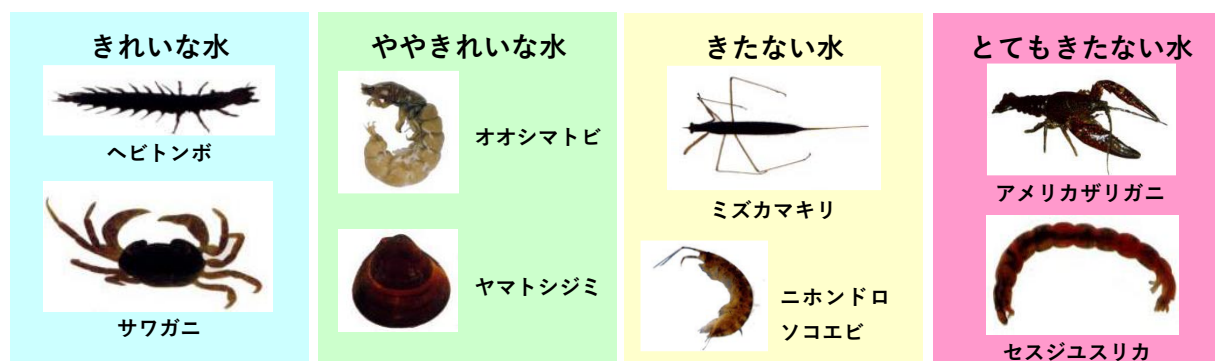 きれいな水
ヘビトンボ
サワガニ
ややきれいな水
オオシマトビ
ヤマトシジミ
きたない水
ミズカマキリ
ニホンドロ
ソコエビ
とてもきたない水
アメリカザリガニ
セスジユスリカ